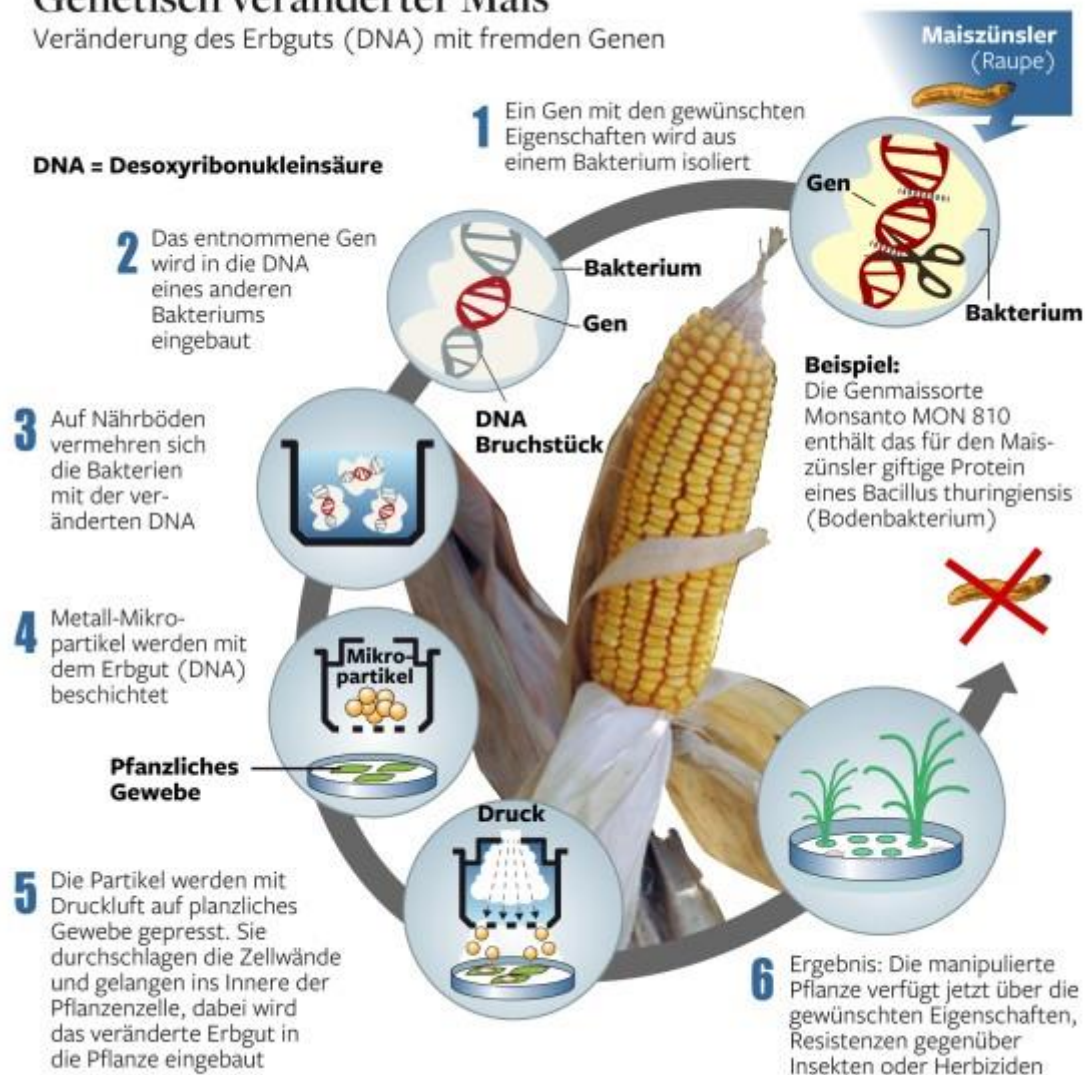 Genetisch veränderter Mais
Veränderung des Erbguts (DNA) mit fremden Genen
Maiszünsler
(Raupe)
1 Ein Gen mit den gewünschten
Eigenschaften wird aus
einem Bakterium isoliert
DNA = Desoxyribonukleinsäure
Gen
Bakterium
2 Das entnommene Gen
wird in die DNA
eines anderen
Bakteriums
eingebaut
Bakterium
Gen
DNA
Bruchstück
Beispiel:
Die Genmaissorte
Monsanto MON 810
enthält das für den Mais-
zünsler giftige Protein
eines Bacillus thuringiensis
(Bodenbakterium)
3 Auf Nährböden
vermehren sich
die Bakterien
mit der ver-
änderten DNA
4 Metall-Mikro-
partikel werden mit
dem Erbgut (DNA)
beschichtet
Mikro-
partikel
Pfanzliches
Gewebe
Druck
5 Die Partikel werden mit
Druckluft auf planzliches
Gewebe gepresst. Sie
durchschlagen die Zellwände
und gelangen ins Innere der
Pflanzenzelle, dabei wird
das veränderte Erbgut in
die Pflanze eingebaut
6 Ergebnis: Die manipulierte
Pflanze verfügt jetzt über die
gewünschten Eigenschaften,
Resistenzen gegenüber
Insekten oder Herbiziden